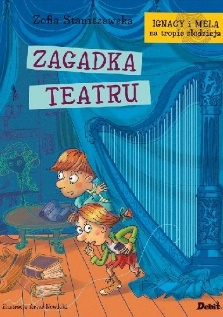 Zofia Staniszewska
IGNACY i MELA
na tropie złodzieja
ZAGADKA
TEATRU
Debit